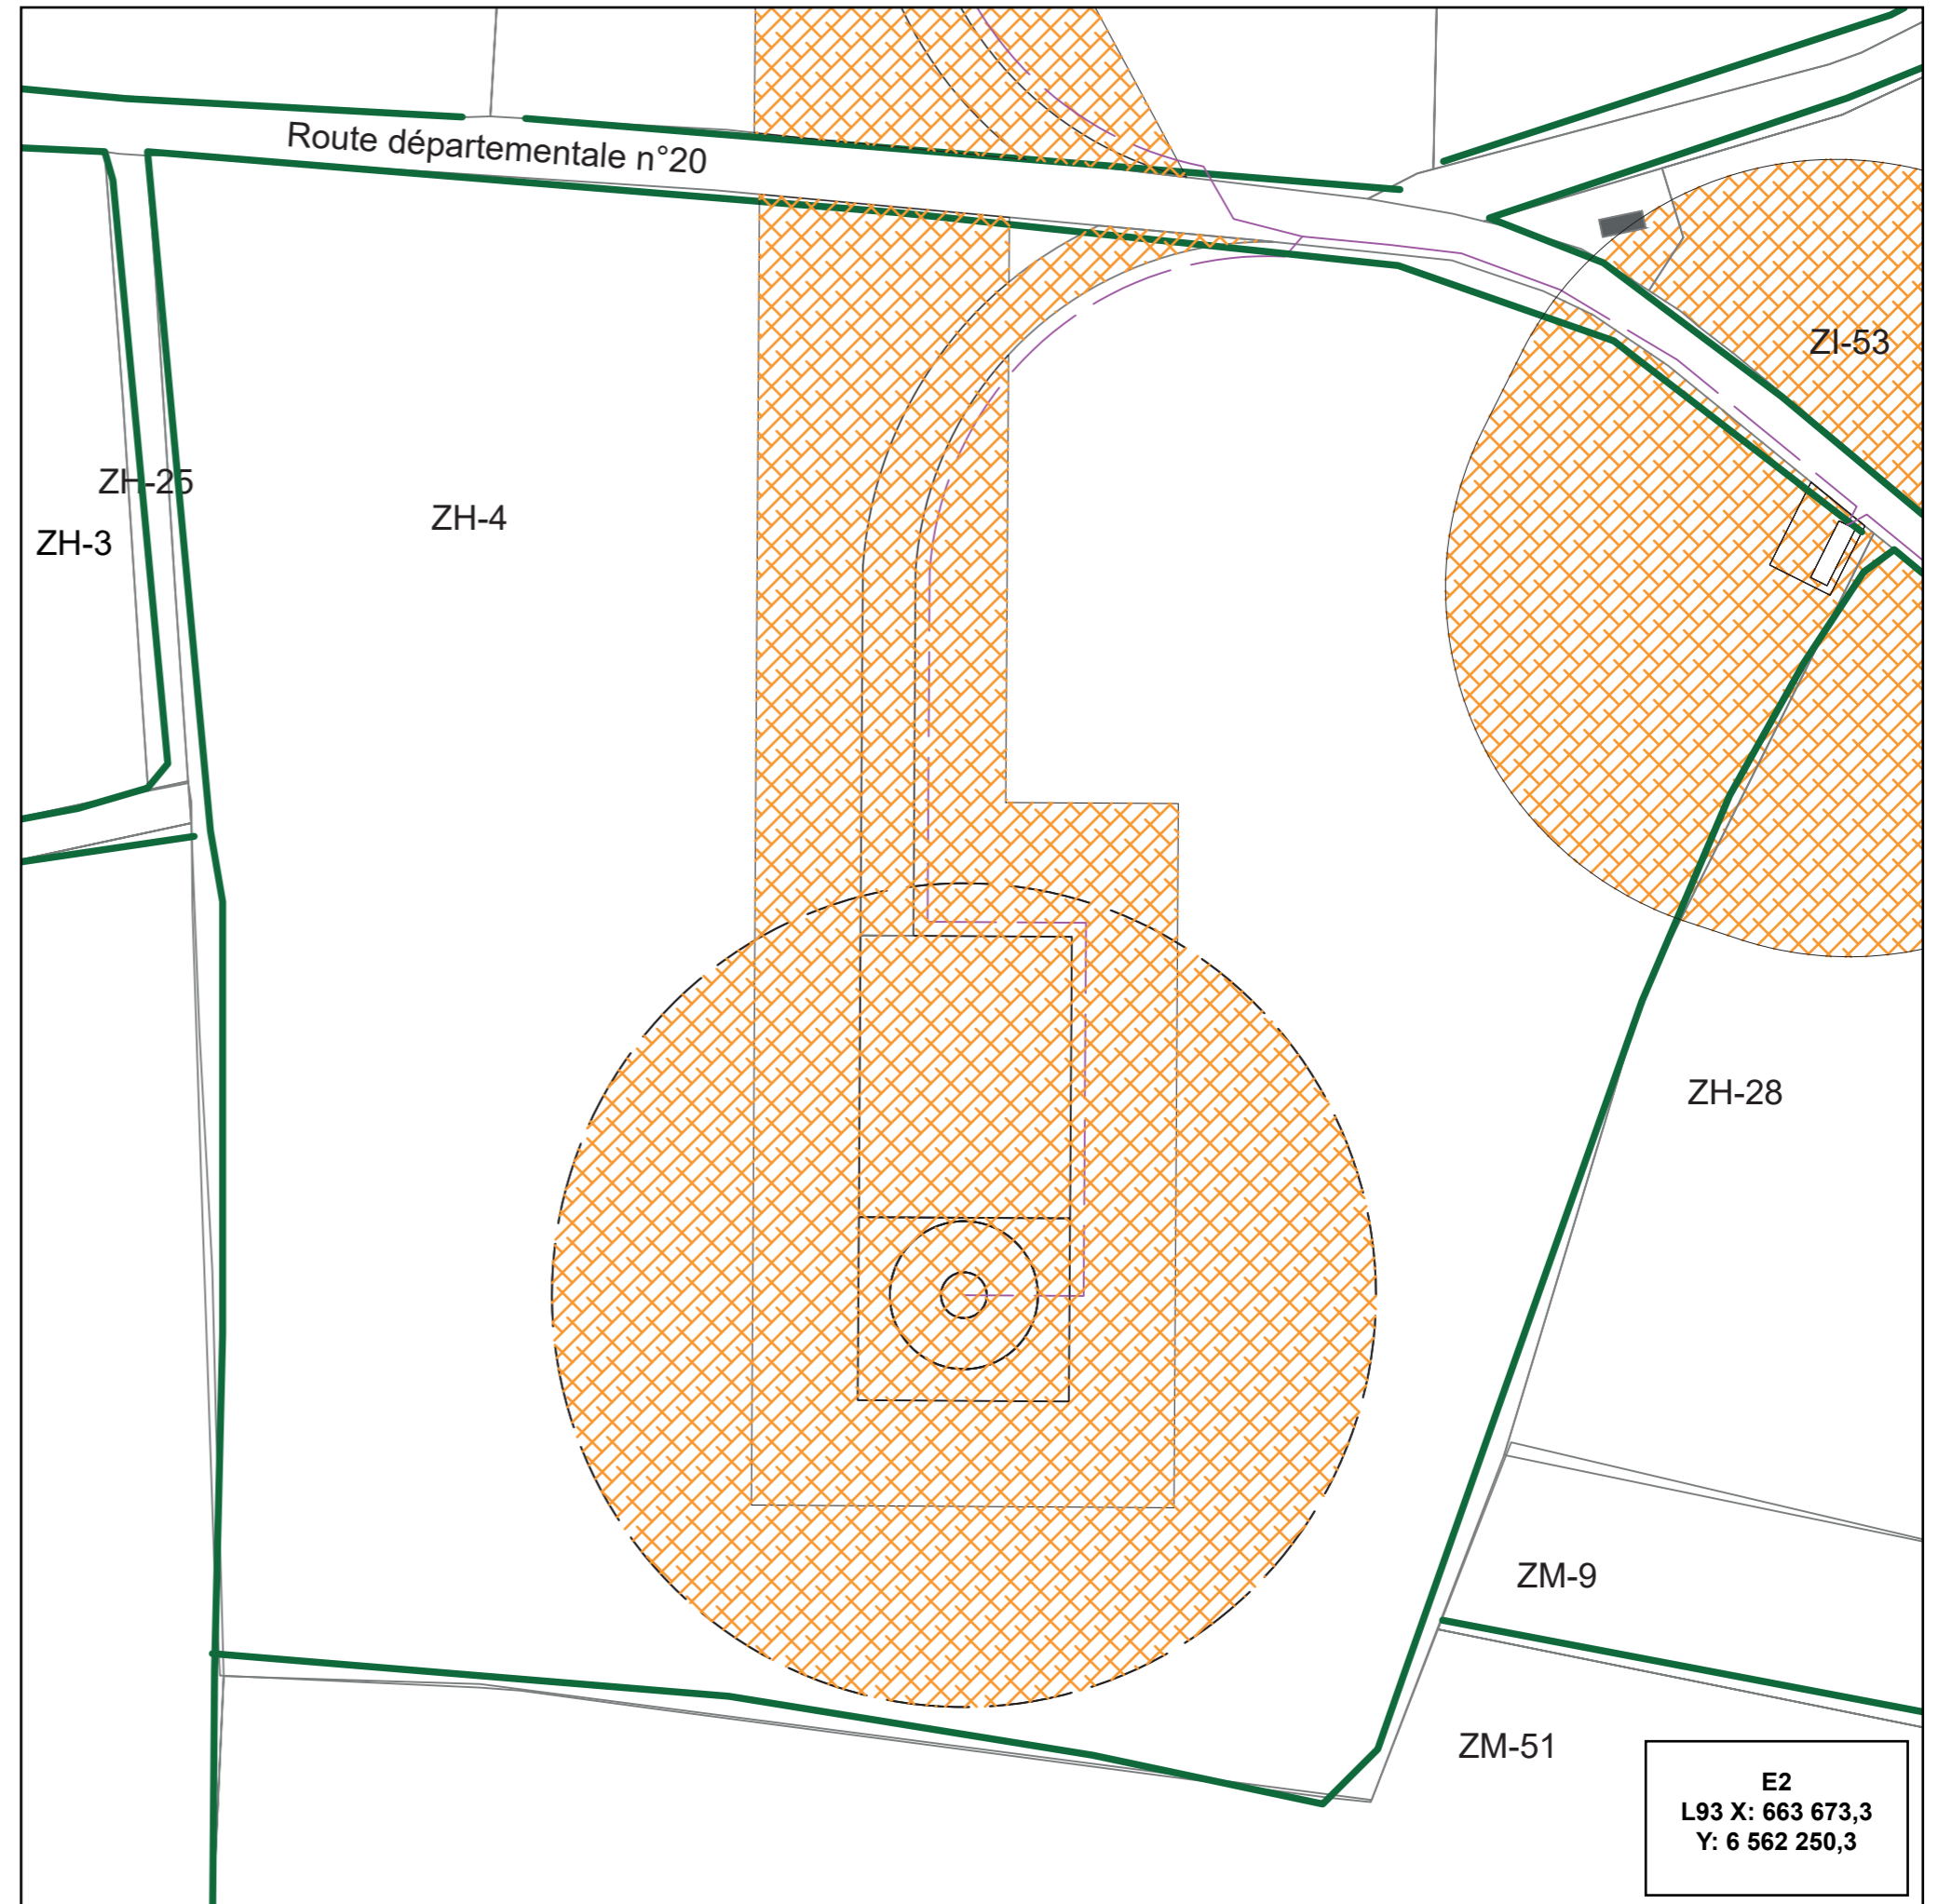 Route départementale n°20
ZI-53
ZH-25
ZH-4
ZH-3
ZH-28
ZM-9
ZM-51
E2
L93 X: 663 673,3
Y: 6 562 250,3